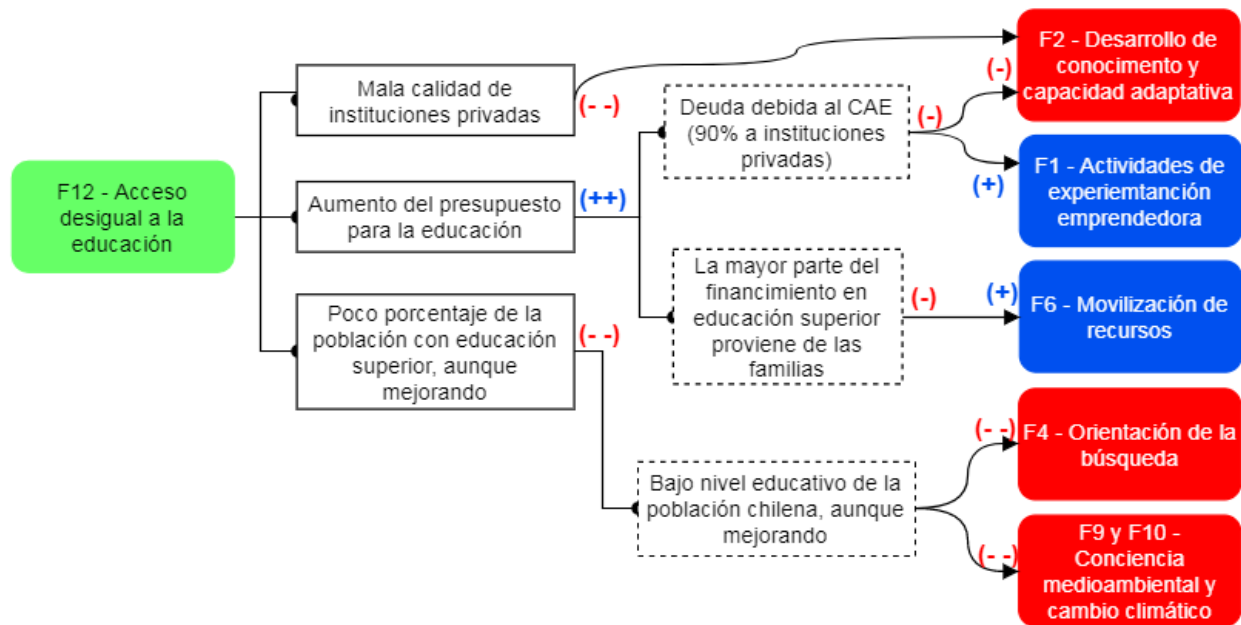 F12 - Acceso
desigual a la
educación
Mala calidad de
instituciones privadas
(- -)
Aumento del presupuesto
para la educación
(++)
Poco porcentaje de la
población con educación
superior, aunque
mejorando
(- -)
Deuda debida al CAE
(90% a instituciones
privadas)
(-)
La mayor parte del
financimiento en
educación superior
proviene de las
familias
(-)
Bajo nivel educativo de la
población chilena, aunque
mejorando
(-)
F2 - Desarrollo de
conocimento y
capacidad adaptativa
(+)
F1 - Actividades de
experiemtanción
emprendedora
(+)
F6 - Movilización de
recursos
(- -)
F4 - Orientación de la
búsqueda
(- -)
F9 y F10 -
Conciencia
medioambiental y
cambio climático